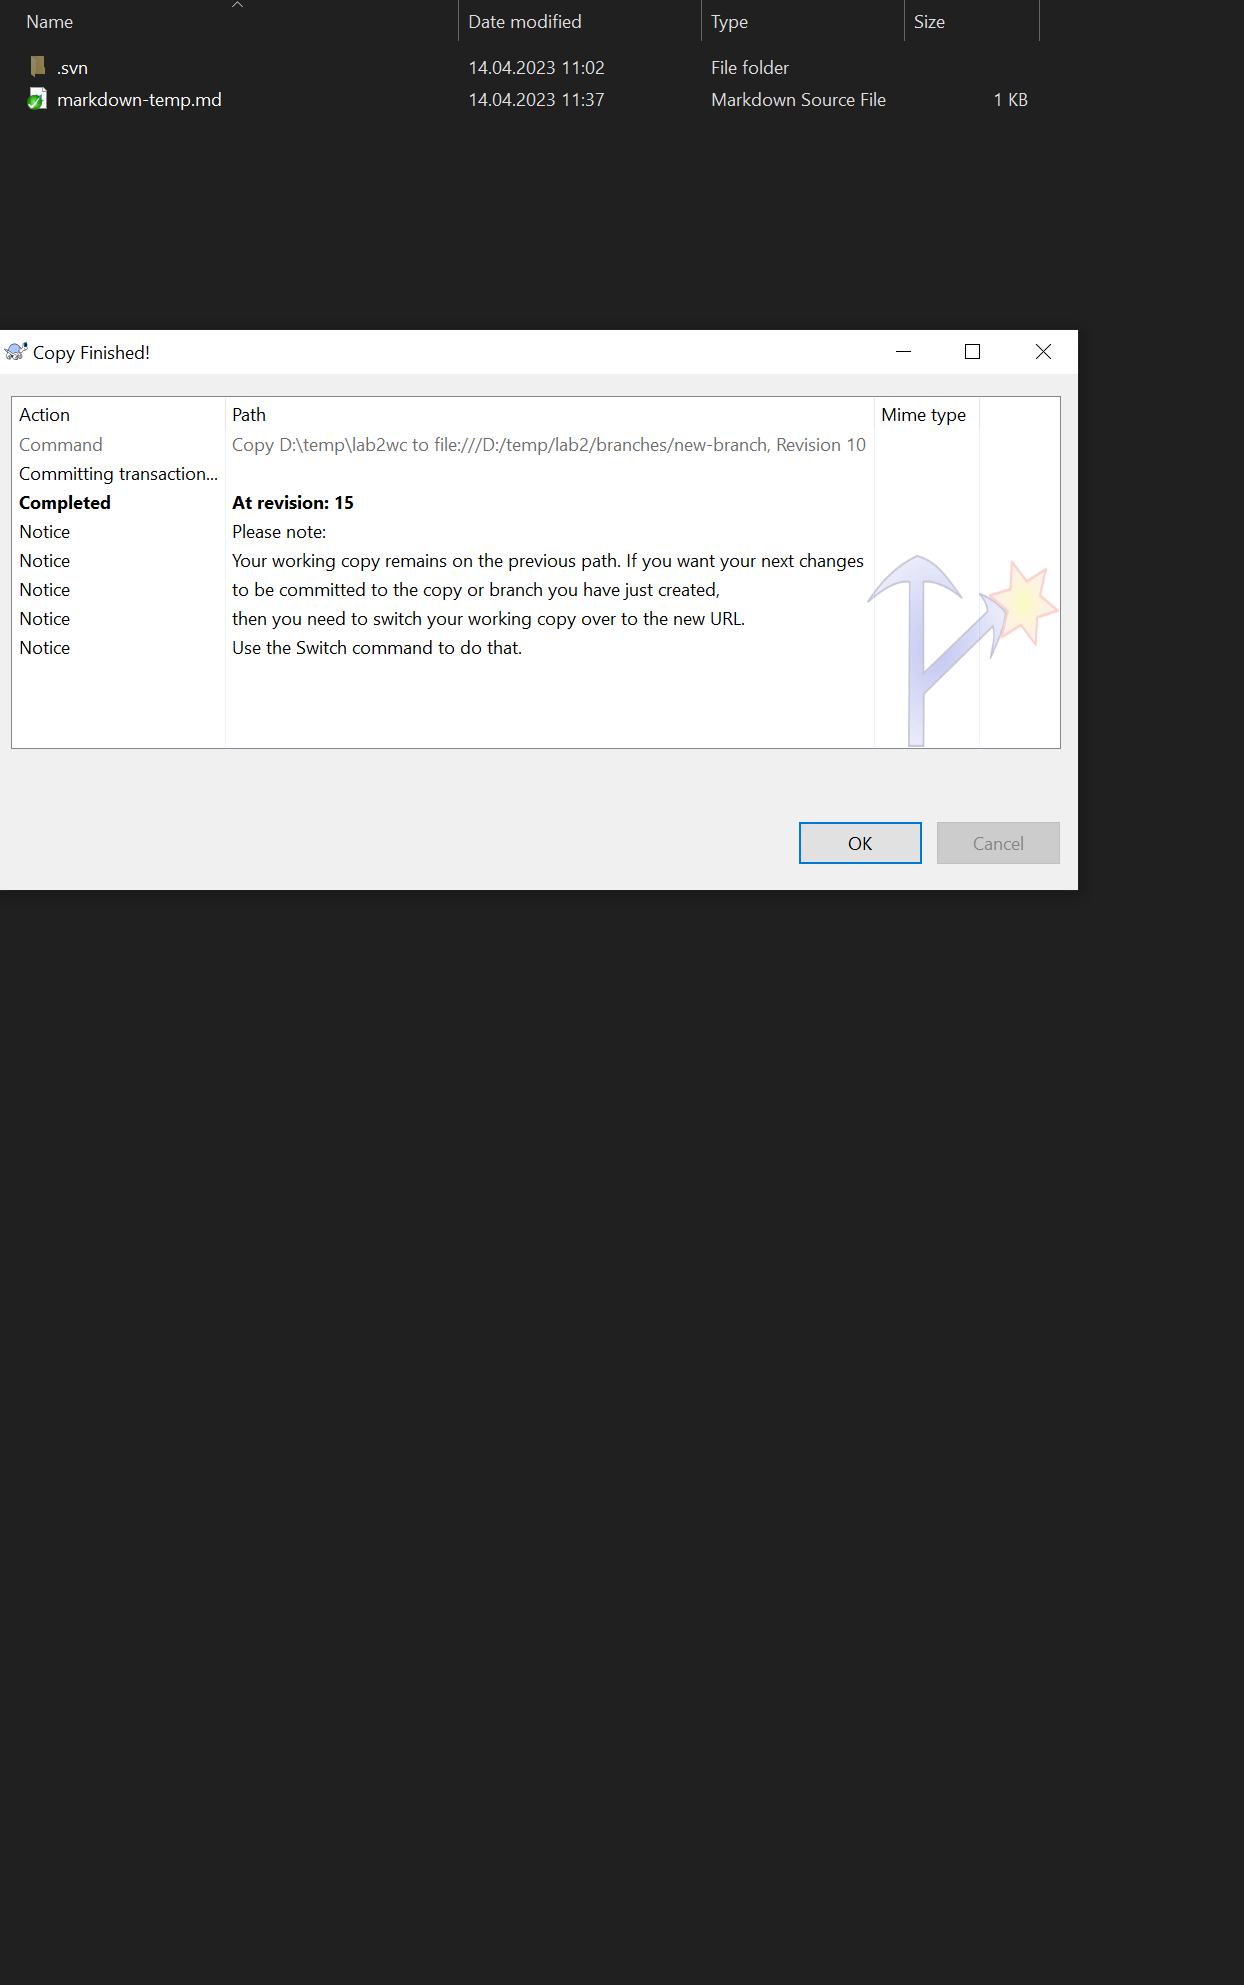 Name Date modified Type Size
.svn 14.04.2023 11:02 File folder
markdown-temp.md 14.04.2023 11:37 Markdown Source File 1 KB
Copy Finished!
Action Path Mime type
Command Copy D:\temp\lab2wc to file:///D:/temp/lab2/branches/new-branch, Revision 10
Committing transaction...
Completed At revision: 15
Notice Please note:
Notice Your working copy remains on the previous path. If you want your next changes
Notice to be committed to the copy or branch you have just created,
Notice then you need to switch your working copy over to the new URL.
Notice Use the Switch command to do that.
OK Cancel